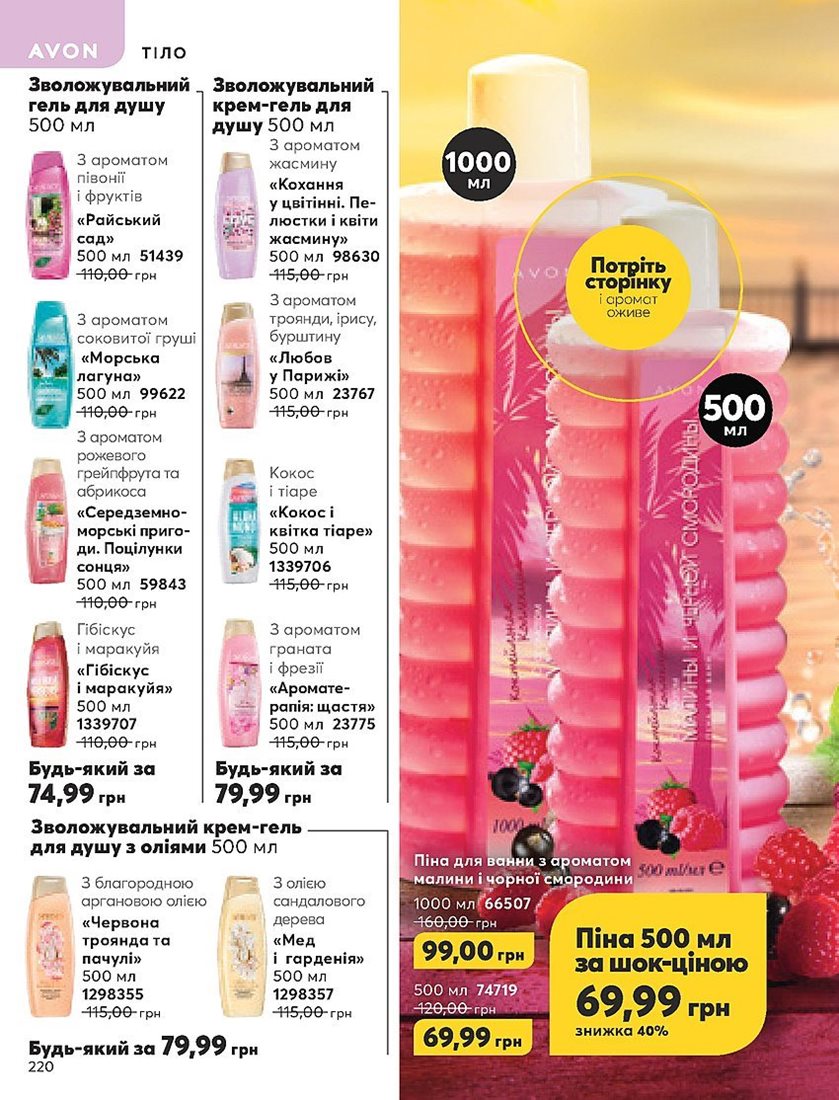 AVON
ТІЛО
Зволожувальний
гель для душу
500 мл
З ароматом
півонії
і фруктів
«Райський
сад»
500 мл 51439
110,00 грн
З ароматом
соковитої груші
«Морська
лагуна»
500 мл 99622
110,00 грн
З ароматом
рожевого
грейпфрута та
абрикоса
«Середземно-
морські приго-
ди. Поцілунки
сонця»
500 мл 59843
110,00 грн
Гібіскус
і маракуйя
«Гібіскус
і маракуйя»
500 мл
1339707
110,00 грн
Будь-який за
74,99 грн
Зволожувальний
крем-гель для
душу 500 мл
З ароматом
жасмину
«Кохання
у цвітінні. Пе-
люстки і квіти
жасмину»
500 мл 98630
115,00 грн
З ароматом
троянди, ірису,
бурштину
«Любов
у Парижі»
500 мл 23767
115,00 грн
Кокос
і тіаре
«Кокос і
квітка тіаре»
500 мл
1339706
115,00 грн
З ароматом
граната
і фрезії
«Аромате-
рапія: щастя»
500 мл 23775
115,00 грн
Будь-який за
79,99 грн
Зволожувальний крем-гель
для душу з оліями 500 мл
З благородною
аргановою олією
«Червона
троянда та
пачулі»
500 мл
1298355
115,00 грн
З олією
сандалового
дерева
«Мед
і гарденія»
500 мл
1298357
115,00 грн
Будь-який за 79,99 грн
220
1000
мл
Потріть
сторінку
і аромат
оживе
500
мл
AVON
AVON
МАЛИНЫ И ЧЕРНОЙ СМОРОДИНЫ
1000 ml
500 ml/мл
Піна для ванни з ароматом
малини і чорної смородини
1000 мл 66507
160,00 грн
99,00 грн
500 мл 74719
120,00 грн
69,99 грн
Піна 500 мл
за шок-ціною
69,99 грн
знижка 40%